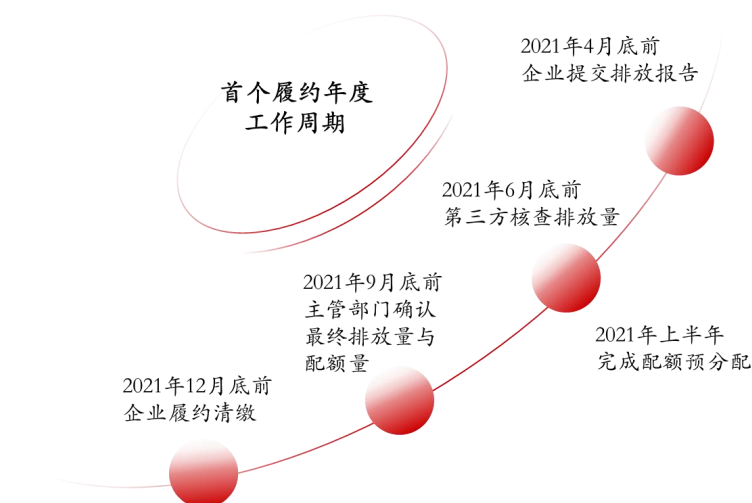 首个履约年度
工作周期
2021年4月底前
企业提交排放报告
2021年6月底前
第三方核查排放量
2021年上半年
完成配额预分配
2021年9月底前
主管部门确认
最终排放量与
配额量
2021年12月底前
企业履约清缴